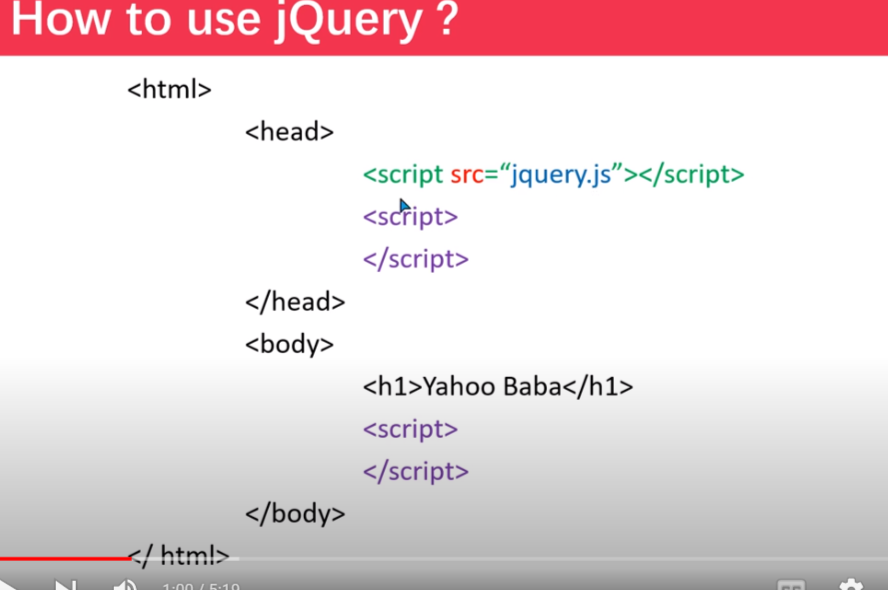 How to use jQuery ?
<html>
<head>
<script src=“jquery.js”></script>
<script>
</script>
</head>
<body>
<h1>Yahoo Baba</h1>
<script>
</script>
</body>
</ html>
1:00 / 5:19